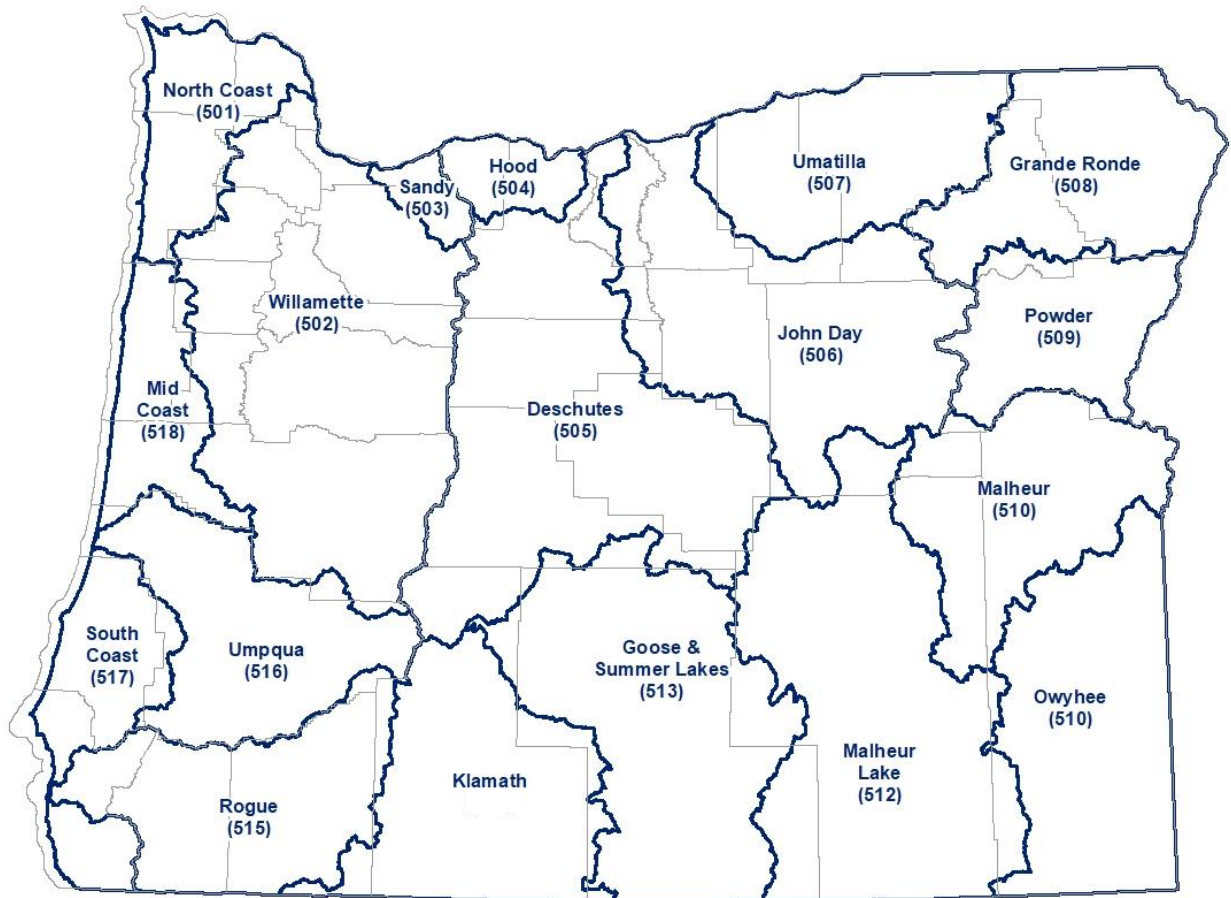 North Coast
(501)
Sandy
(503)
Hood
(504)
Umatilla
(507)
Grande Ronde
(508)
Willamette
(502)
Mid
Coast
(518)
Deschutes
(505)
John Day
(506)
Powder
(509)
Malheur
(510)
South
Coast
(517)
Umpqua
(516)
Goose &
Summer Lakes
(513)
Owyhee
(510)
Rogue
(515)
Klamath
Malheur
Lake
(512)